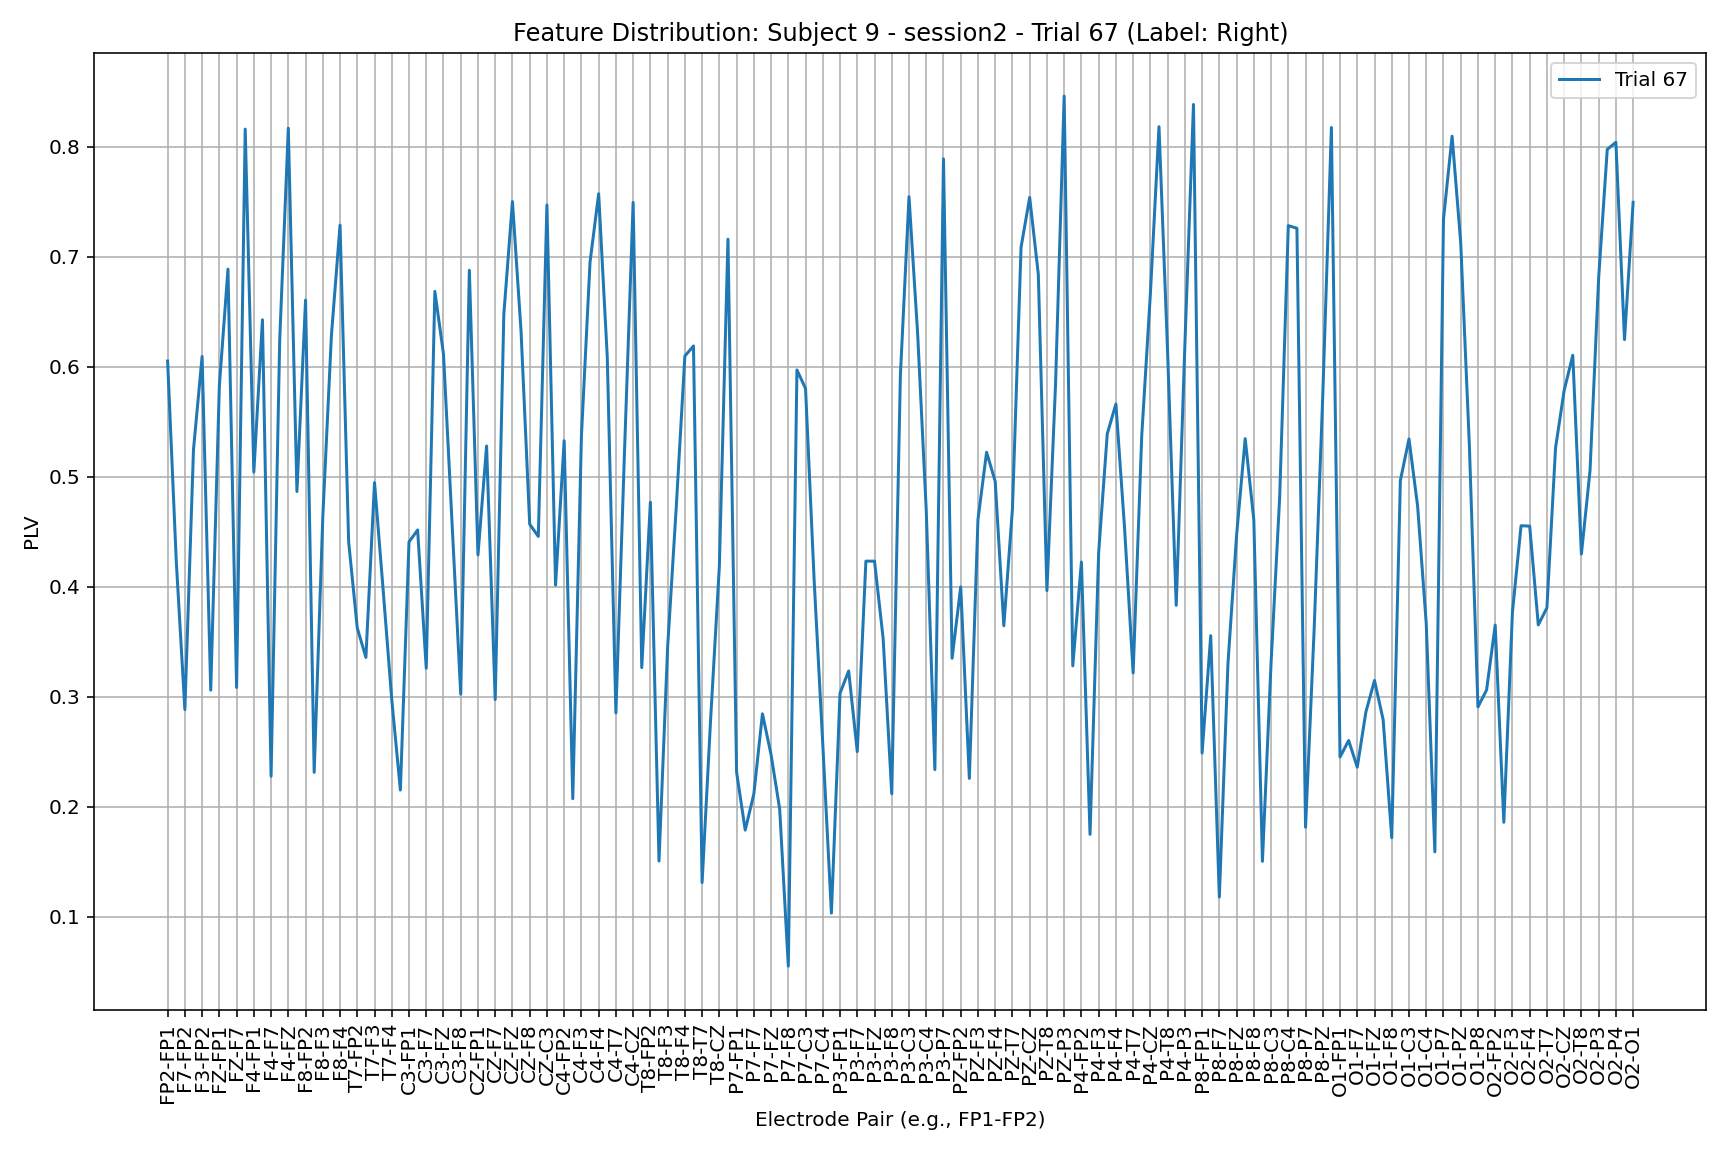 Feature Distribution: Subject 9 - session2 - Trial 67 (Label: Right)
Trial 67
PLV
0.8
0.7
0.6
0.5
0.4
0.3
0.2
0.1
FP2-FP1
F7-FP2
F3-FP2
FZ-FP1
FZ-F7
F4-FP1
F4-F7
F4-FZ
F8-FP2
F8-F3
F8-F4
T7-FP2
T7-F3
T7-F4
C3-FP1
C3-F7
C3-FZ
C3-F8
CZ-FP1
CZ-F7
CZ-FZ
CZ-F8
CZ-C3
C4-FP2
C4-F3
C4-F4
C4-T7
C4-CZ
T8-FP2
T8-F3
T8-F4
T8-T7
T8-CZ
P7-FP1
P7-F7
P7-FZ
P7-F8
P7-C3
P7-C4
P3-FP1
P3-F7
P3-FZ
P3-F8
P3-C3
P3-C4
P3-P7
PZ-FP2
PZ-F3
PZ-F4
PZ-T7
PZ-CZ
PZ-T8
PZ-P3
P4-FP2
P4-F3
P4-F4
P4-T7
P4-CZ
P4-T8
P4-P3
P8-FP1
P8-F7
P8-FZ
P8-F8
P8-C3
P8-C4
P8-P7
P8-PZ
O1-FP1
O1-F7
O1-FZ
O1-F8
O1-C3
O1-C4
O1-P7
O1-PZ
O1-P8
O2-FP2
O2-F3
O2-F4
O2-T7
O2-CZ
O2-T8
O2-P3
O2-P4
O2-O1
Electrode Pair (e.g., FP1-FP2)